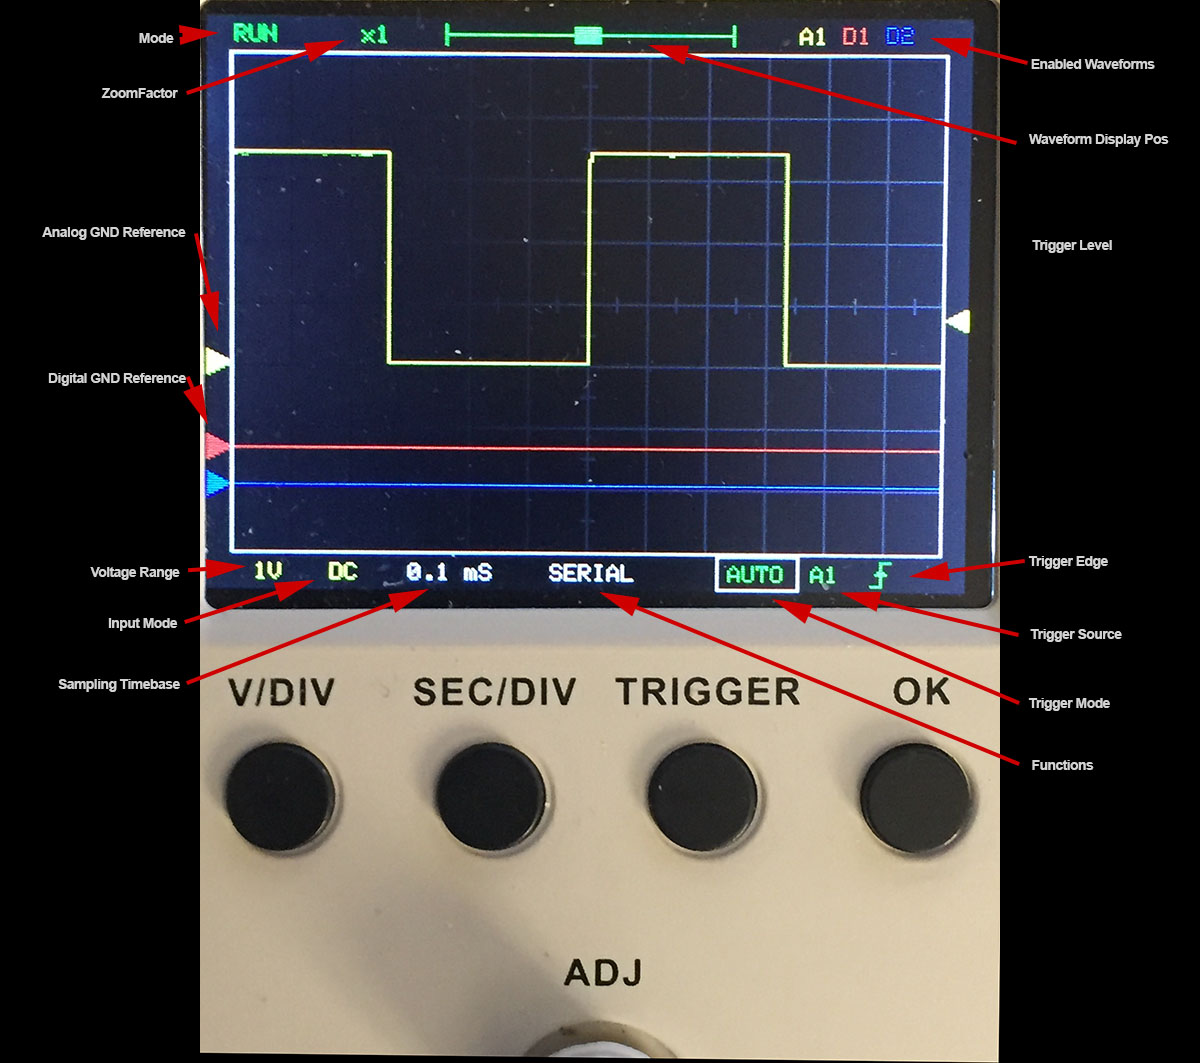 RUN x1 A1 D1 D2
Mode
ZoomFactor
Enabled Waveforms
Waveform Display Pos
Analog GND Reference
Trigger Level
Digital GND Reference
Voltage Range
1V DC 0.1 mS SERIAL AUTO A1
Trigger Edge
Input Mode
Trigger Source
Sampling Timebase
Trigger Mode
V/DIV SEC/DIV TRIGGER OK
Functions
ADJ